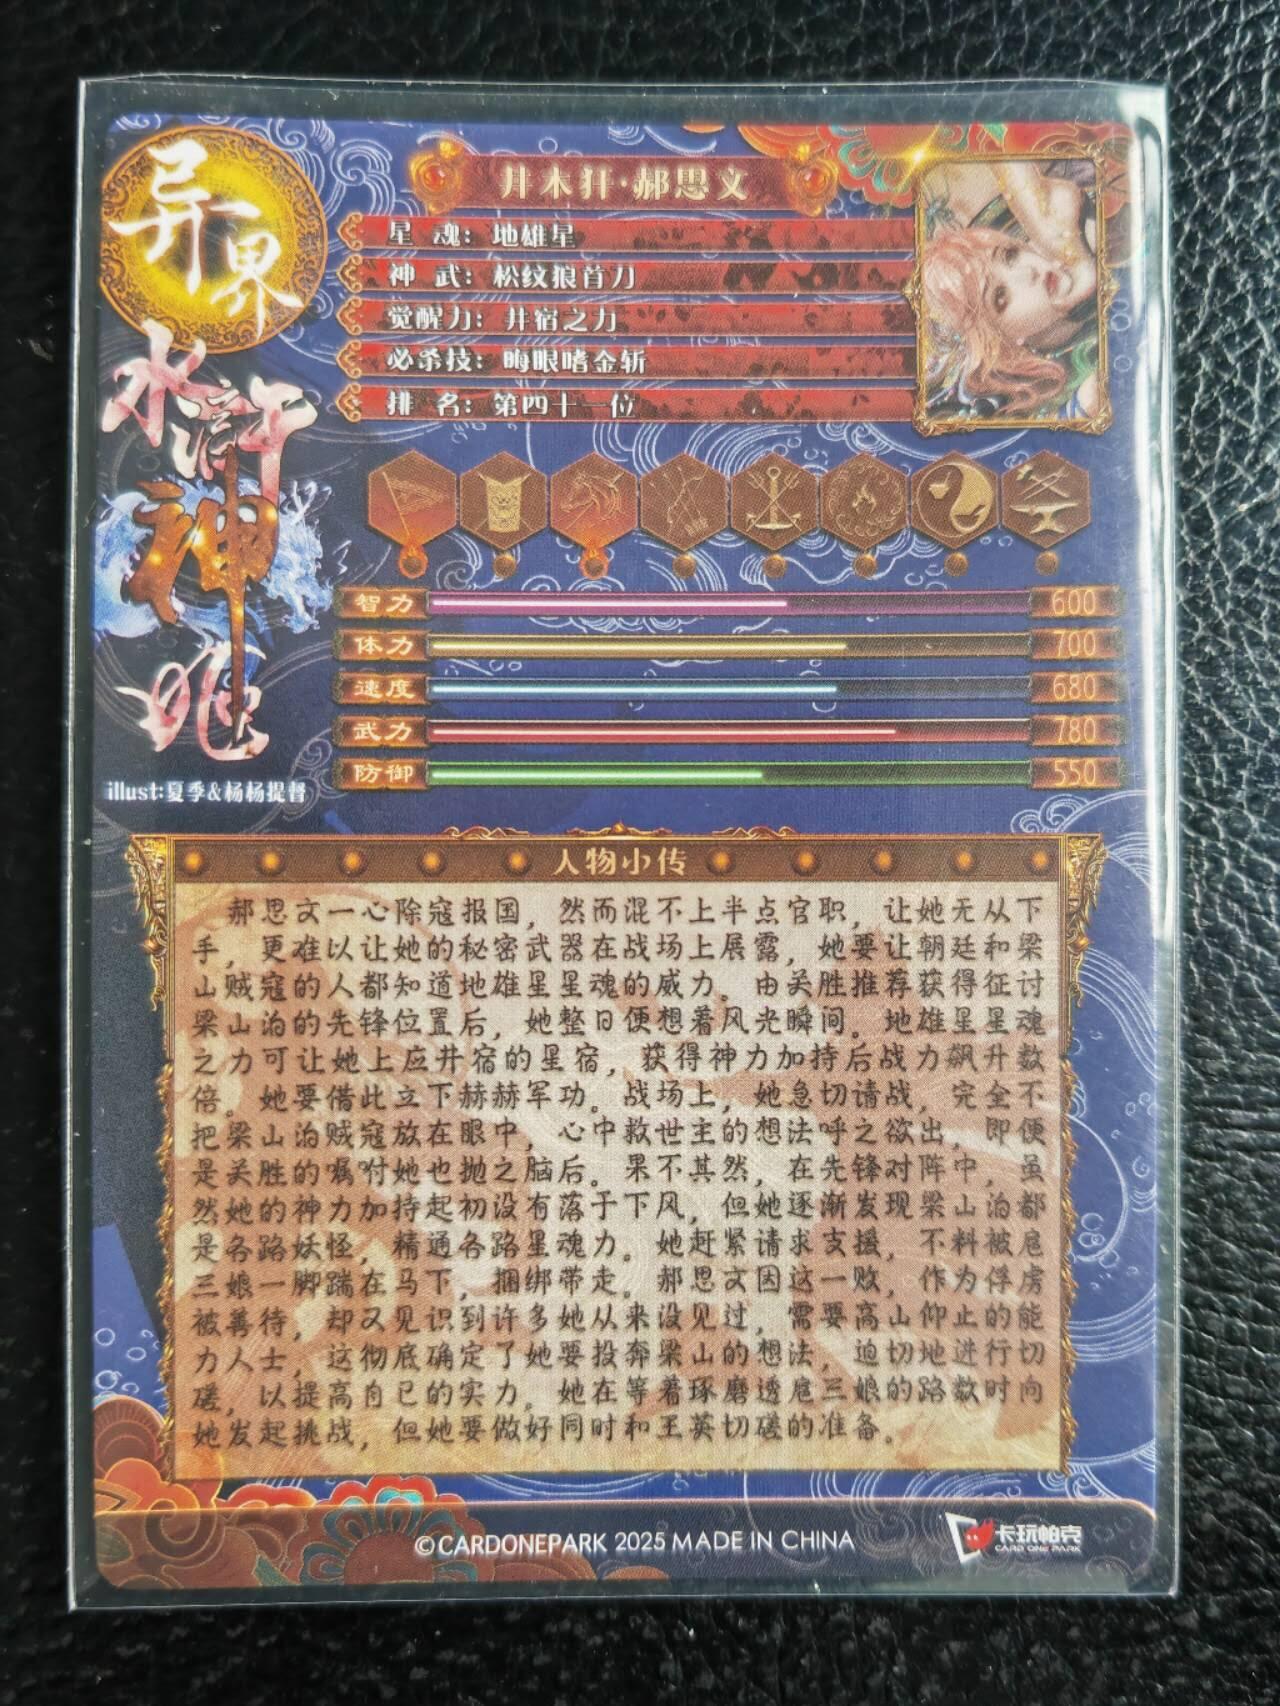 异界
水浒
神
魂
illust:夏季&杨杨提督
井木犴·郝思文
星 魂：地雄星
神 武：松纹狼首刀
觉醒力：井宿之力
必杀技：晦眼嗜金斩
排 名：第四十一位
智力 600
体力 700
速度 680
武力 780
防御 550
人物小传
郝思文一心除寇报国，然而混不上半点官职，让她无从下
手，更难以让她的秘密武器在战场上展露，她要让朝廷和梁
山贼寇的人都知道地雄星星魂的威力。由关胜推荐获得征讨
梁山泊的先锋位置后，她整日便想着风光瞬间。地雄星星魂
之力可让她上应井宿的星宿，获得神力加持后战力飙升数
倍。她要借此立下赫赫军功。战场上，她急切请战，完全不
把梁山泊贼寇放在眼中，心中救世主的想法呼之欲出，即便
是关胜的嘱咐她也抛之脑后。果不其然，在先锋对阵中，虽
然她的神力加持起初没有落于下风，但她逐渐发现梁山泊都
是各路妖怪，精通各路星魂力。她赶紧请求支援，不料被扈
三娘一脚踹在马下，捆绑带走。郝思文因这一败，作为俘虏
被善待，却又见识到许多她从来没见过，需要高山仰止的能
力人士，这彻底确定了她要投奔梁山的想法，迫切地进行切
磋，以提高自已的实力。她在等着琢磨透扈三娘的路数时向
她发起挑战，但她要做好同时和王英切磋的准备。
©CARDONEPARK 2025 MADE IN CHINA
卡玩帕克
CARD ONE PARK